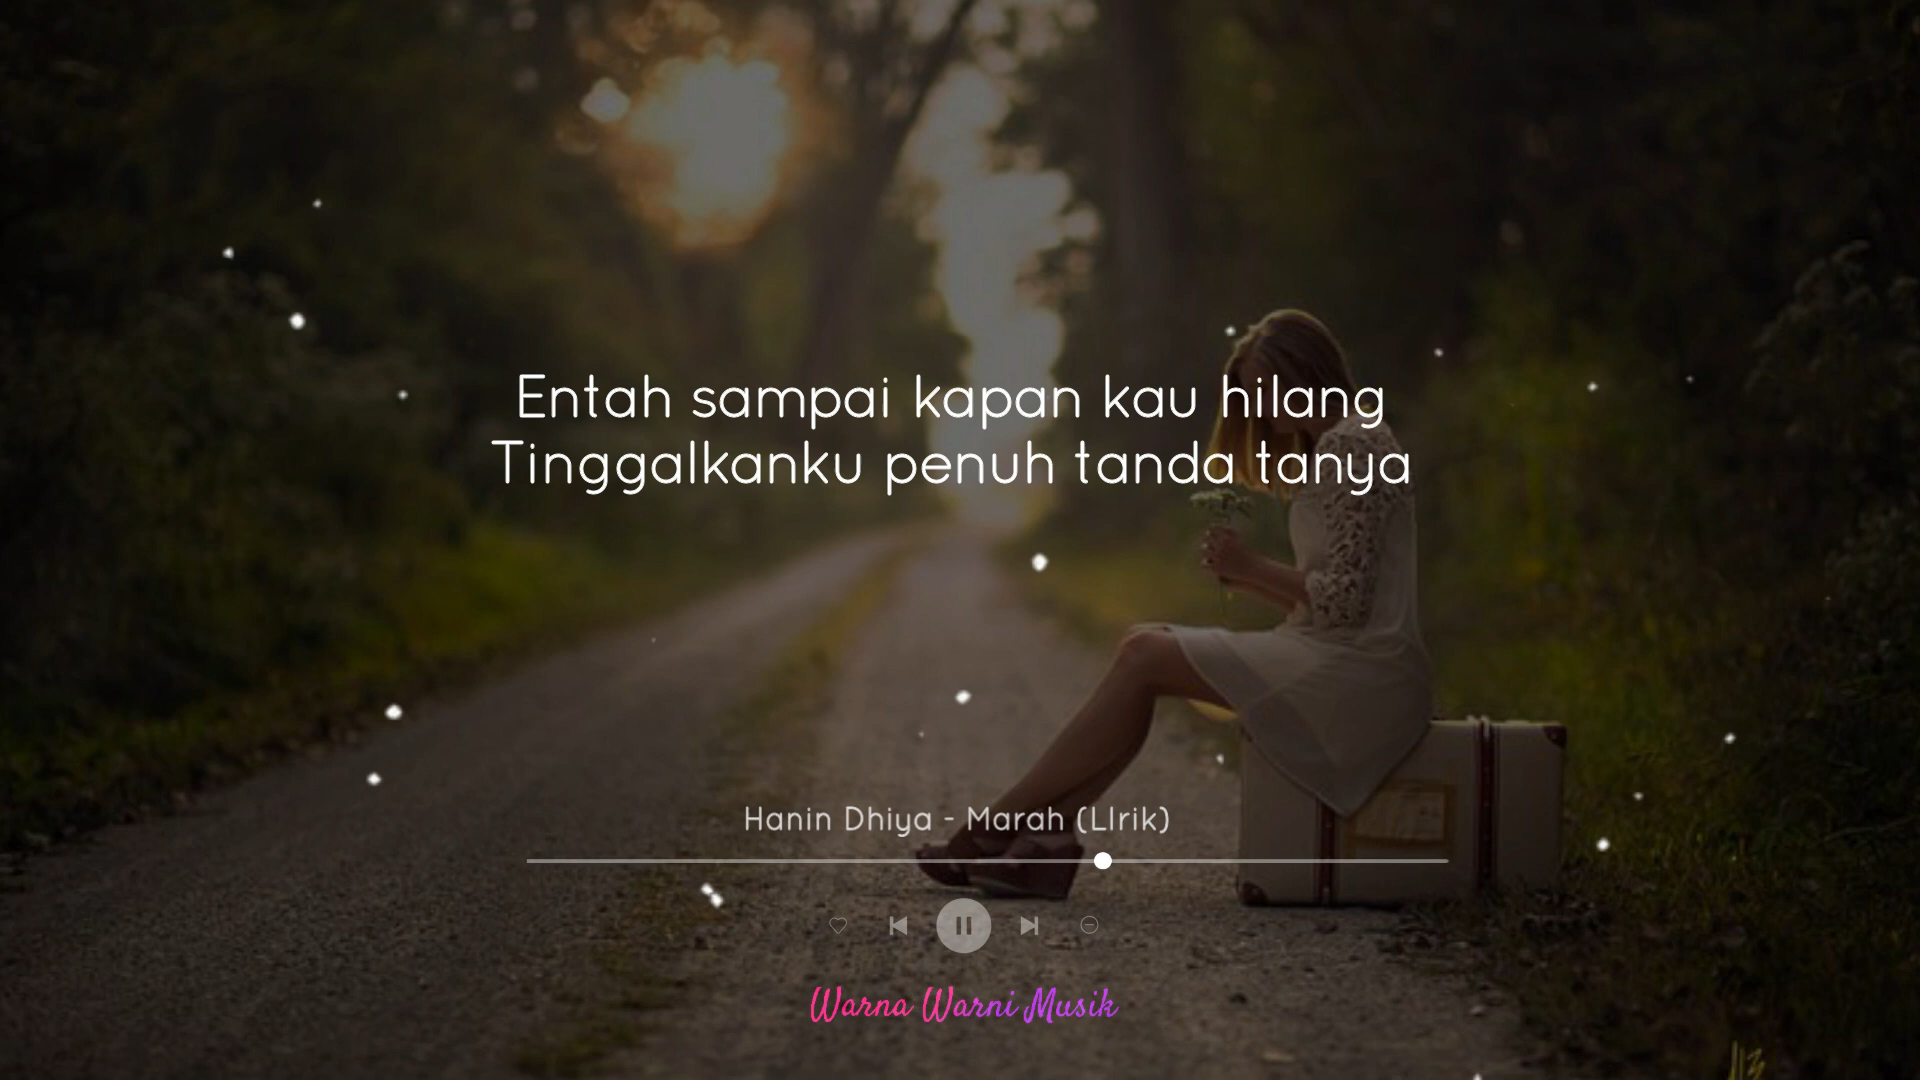 Entah sampai kapan kau hilang
Tinggalkanku penuh tanda tanya
Hanin Dhiya - Marah (LIrik)
Warna Warni Musik